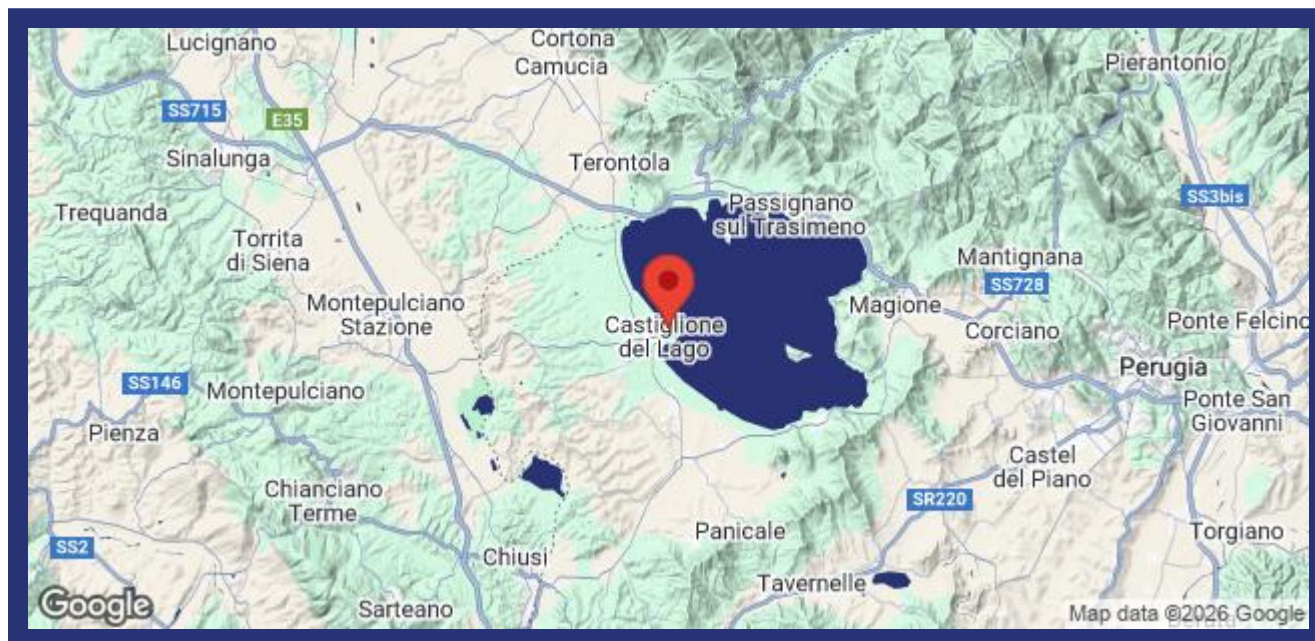 Lucignano
Cortona
Camucia
Pierantonio
SS715
E35
Sinalunga
Terontola
Trequanda
Passignano
sul Trasimeno
SS3bis
Torrita
di Siena
Mantignana
SS728
Montepulciano
Stazione
Castiglione
del Lago
Magione
Corciano
Ponte Felcino
SS146
Montepulciano
Perugia
Pienza
Ponte San
Giovanni
Castel
del Piano
Chianciano
Terme
SR220
SS2
Chiusi
Panicale
Torgiano
Tavernelle
Sarteano
Google
Map data ©2026 Google